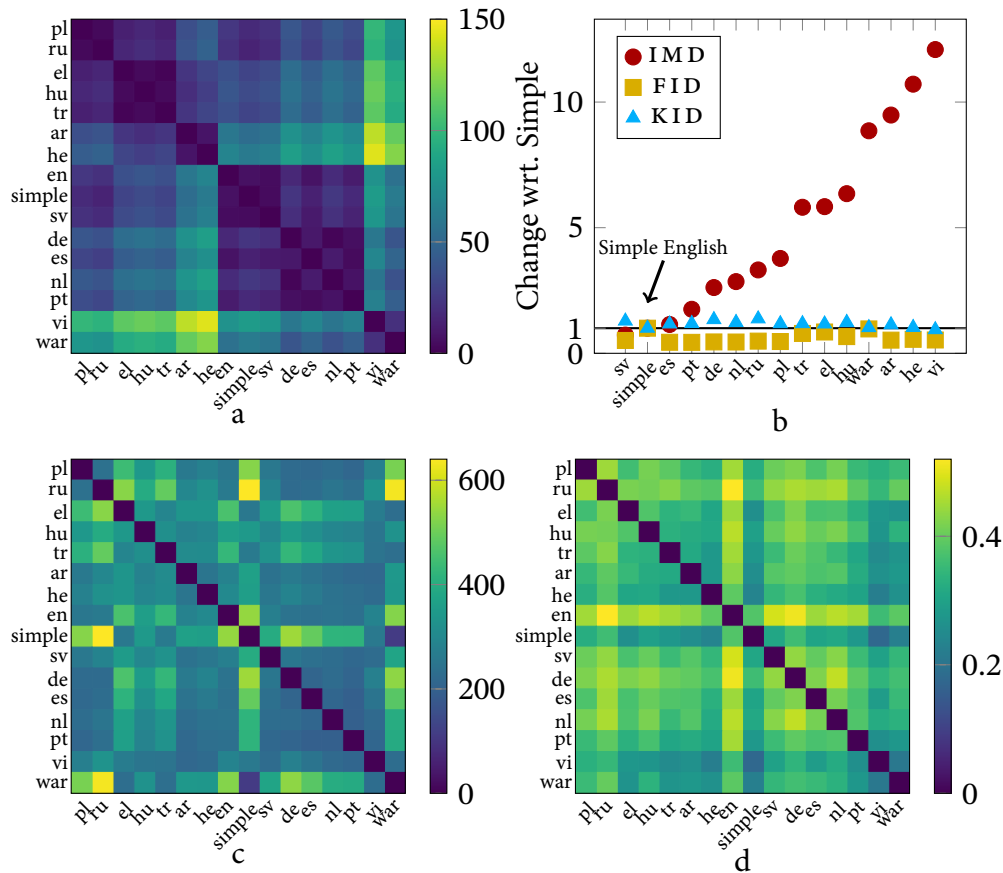 pl
ru
el
hu
tr
ar
he
en
simple
sv
de
es
nl
pt
vi
war
pl ru el hu tr ar he en simple sv de es nl pt vi war
150
100
50
0
a
Change wrt. Simple
10
5
1
0
IMD
FID
KID
Simple English
sv simple es pt de nl ru pl tr el hu war ar he vi
b
pl
ru
el
hu
tr
ar
he
en
simple
sv
de
es
nl
pt
vi
war
pl ru el hu tr ar he en simple sv de es nl pt vi war
600
400
200
0
c
pl
ru
el
hu
tr
ar
he
en
simple
sv
de
es
nl
pt
vi
war
pl ru el hu tr ar he en simple sv de es nl pt vi war
0.4
0.2
0
d